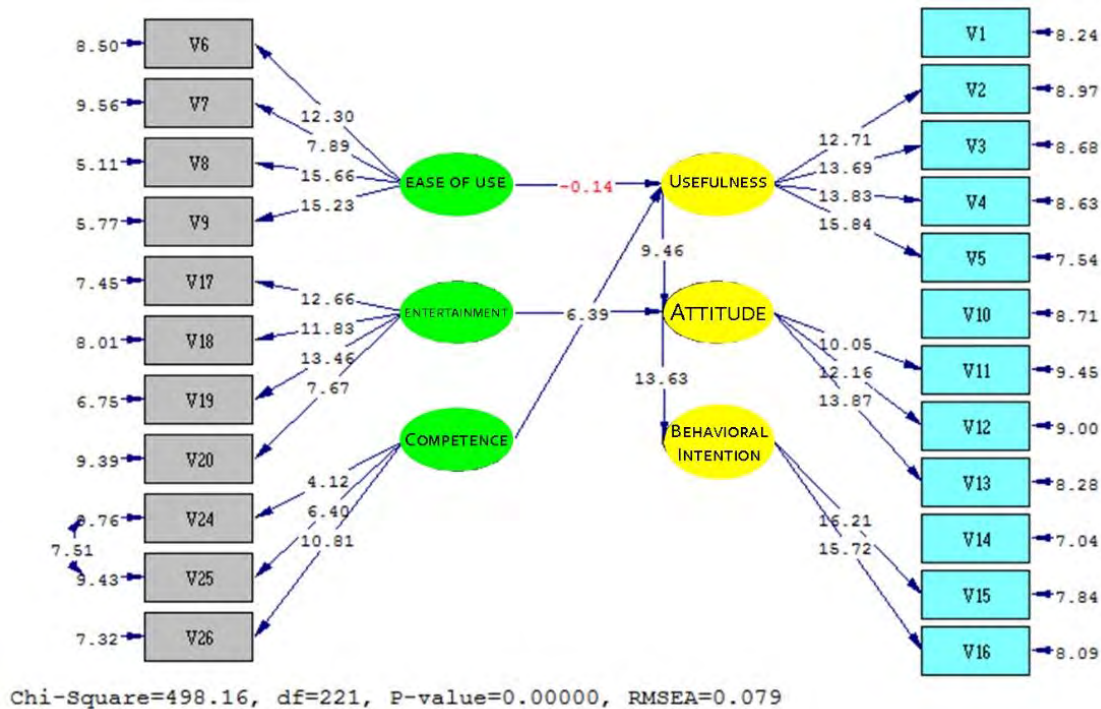 8.50
V6
9.56
V7
5.11
V8
5.77
V9
7.45
V17
8.01
V18
6.75
V19
9.39
V20
9.76
V24
7.51
9.43
V25
7.32
V26
12.30
7.89
15.66
15.23
EASE OF USE
12.66
11.83
13.46
7.67
ENTERTAINMENT
4.12
6.40
10.81
COMPETENCE
-0.14
6.39
USEFULNESS
9.46
ATTITUDE
13.63
BEHAVIORAL
INTENTION
12.71
13.69
13.83
15.84
10.05
12.16
13.87
16.21
15.72
V1
8.24
V2
8.97
V3
8.68
V4
8.63
V5
7.54
V10
8.71
V11
9.45
V12
9.00
V13
8.28
V14
7.04
V15
7.84
V16
8.09
Chi-Square=498.16, df=221, P-value=0.00000, RMSEA=0.079